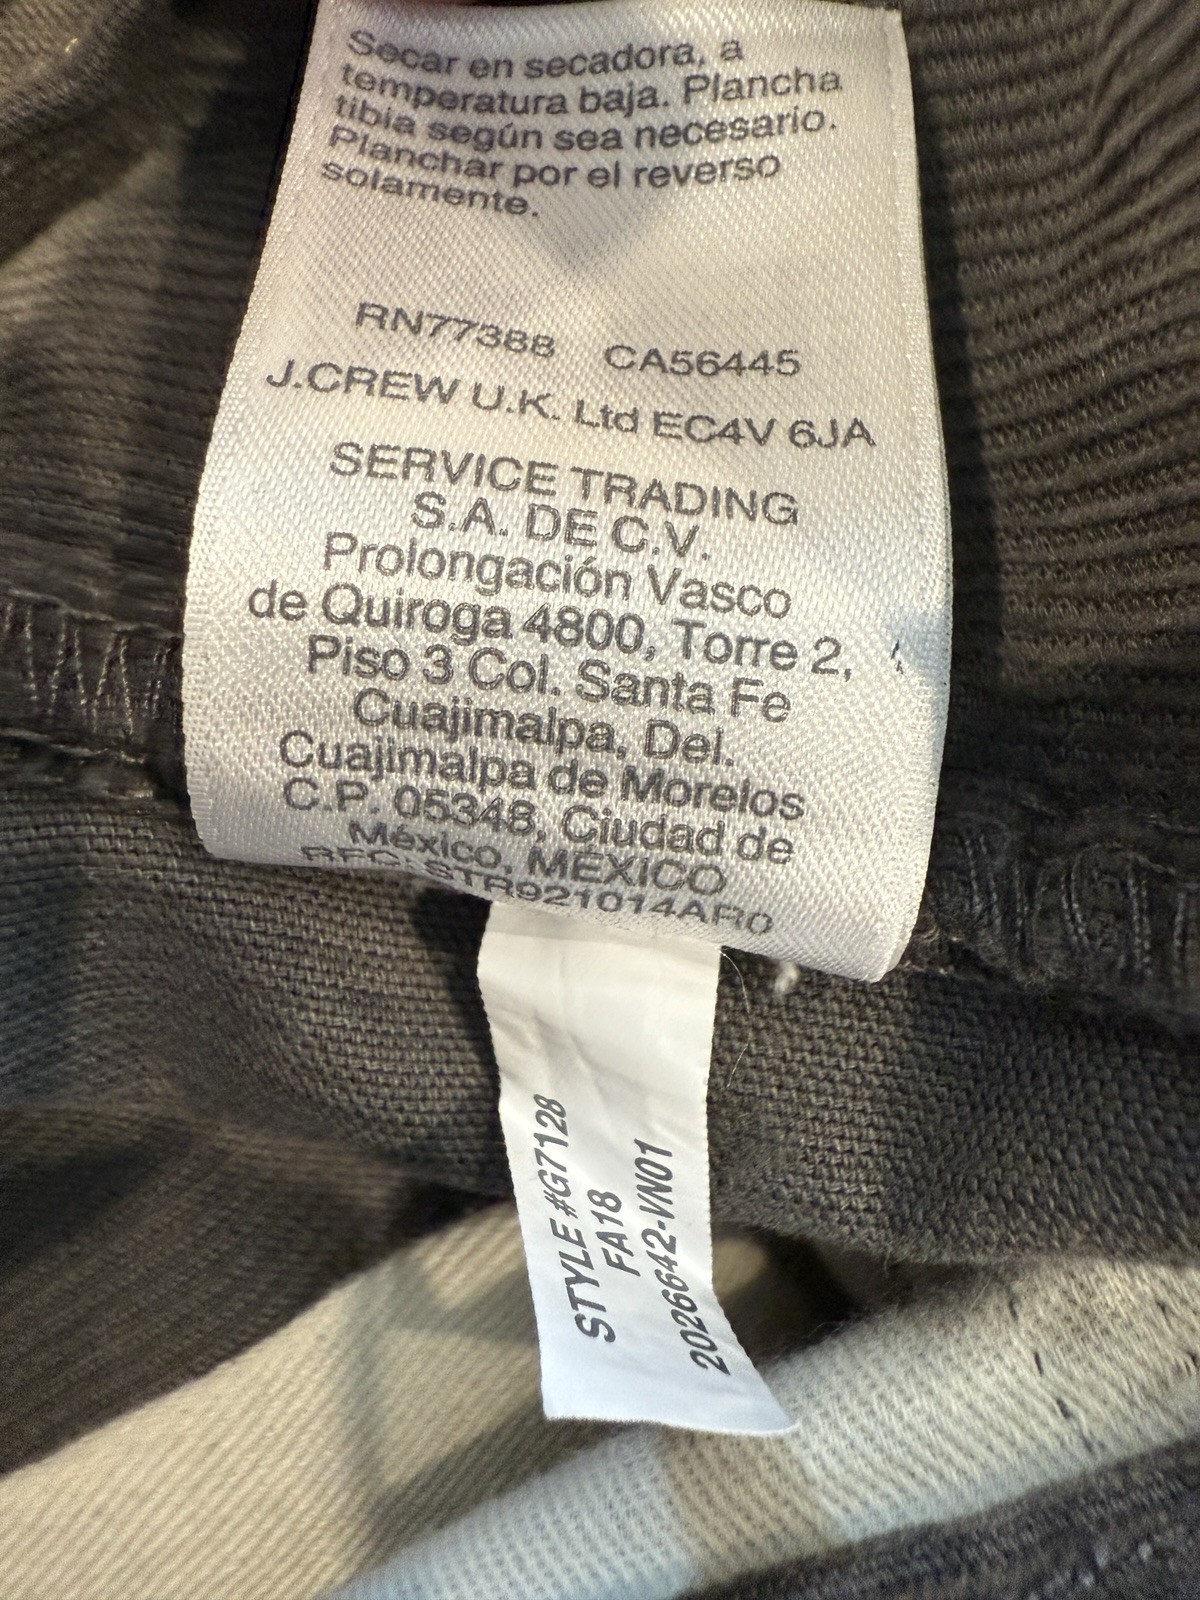 Secar en secadora, a
temperatura baja. Plancha
tibia según sea necesario.
Planchar por el reverso
solamente.
RN77388 CA56445
J.CREW U.K. Ltd EC4V 6JA
SERVICE TRADING
S.A. DE C.V.
Prolongación Vasco
de Quiroga 4800, Torre 2,
Piso 3 Col. Santa Fe
Cuajimalpa, Del.
Cuajimalpa de Morelos
C.P. 05348, Ciudad de
México, MEXICO
RFC: STR921014AR0
STYLE #G7128
FA18
2026642-VN01